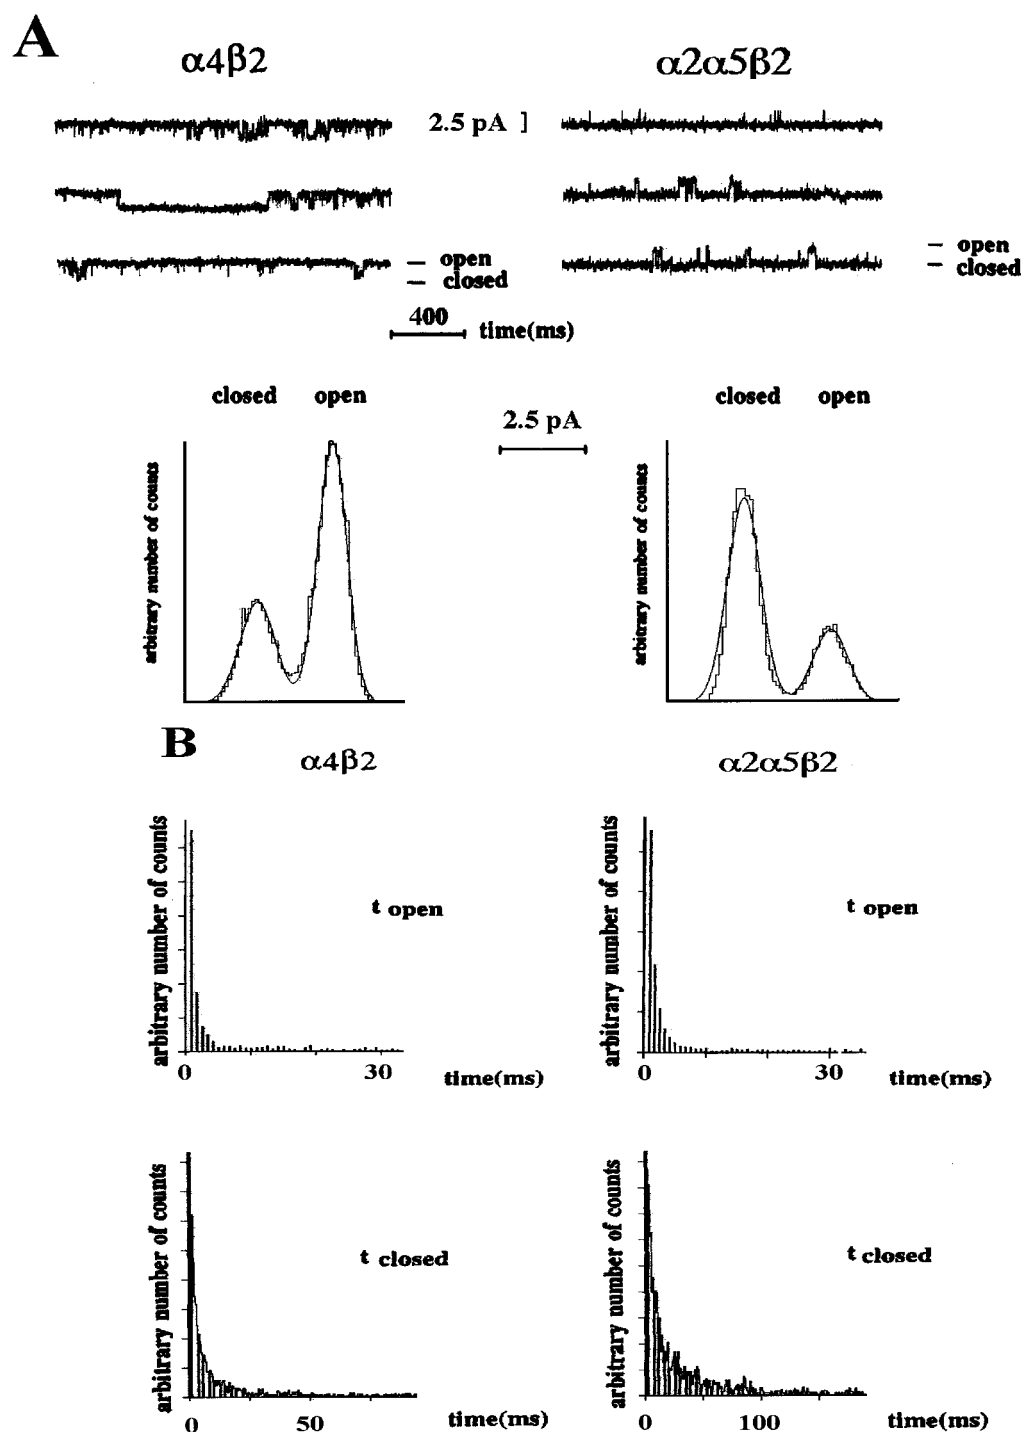 A
α4β2
α2α5β2
2.5 pA
open
closed
open
closed
400
time(ms)
closed open
closed open
2.5 pA
arbitrary number of counts
arbitrary number of counts
B
α4β2
α2α5β2
arbitrary number of counts
t open
0 30
time(ms)
arbitrary number of counts
t open
0 30
time(ms)
arbitrary number of counts
t closed
0 50
time(ms)
arbitrary number of counts
t closed
0 100
time(ms)